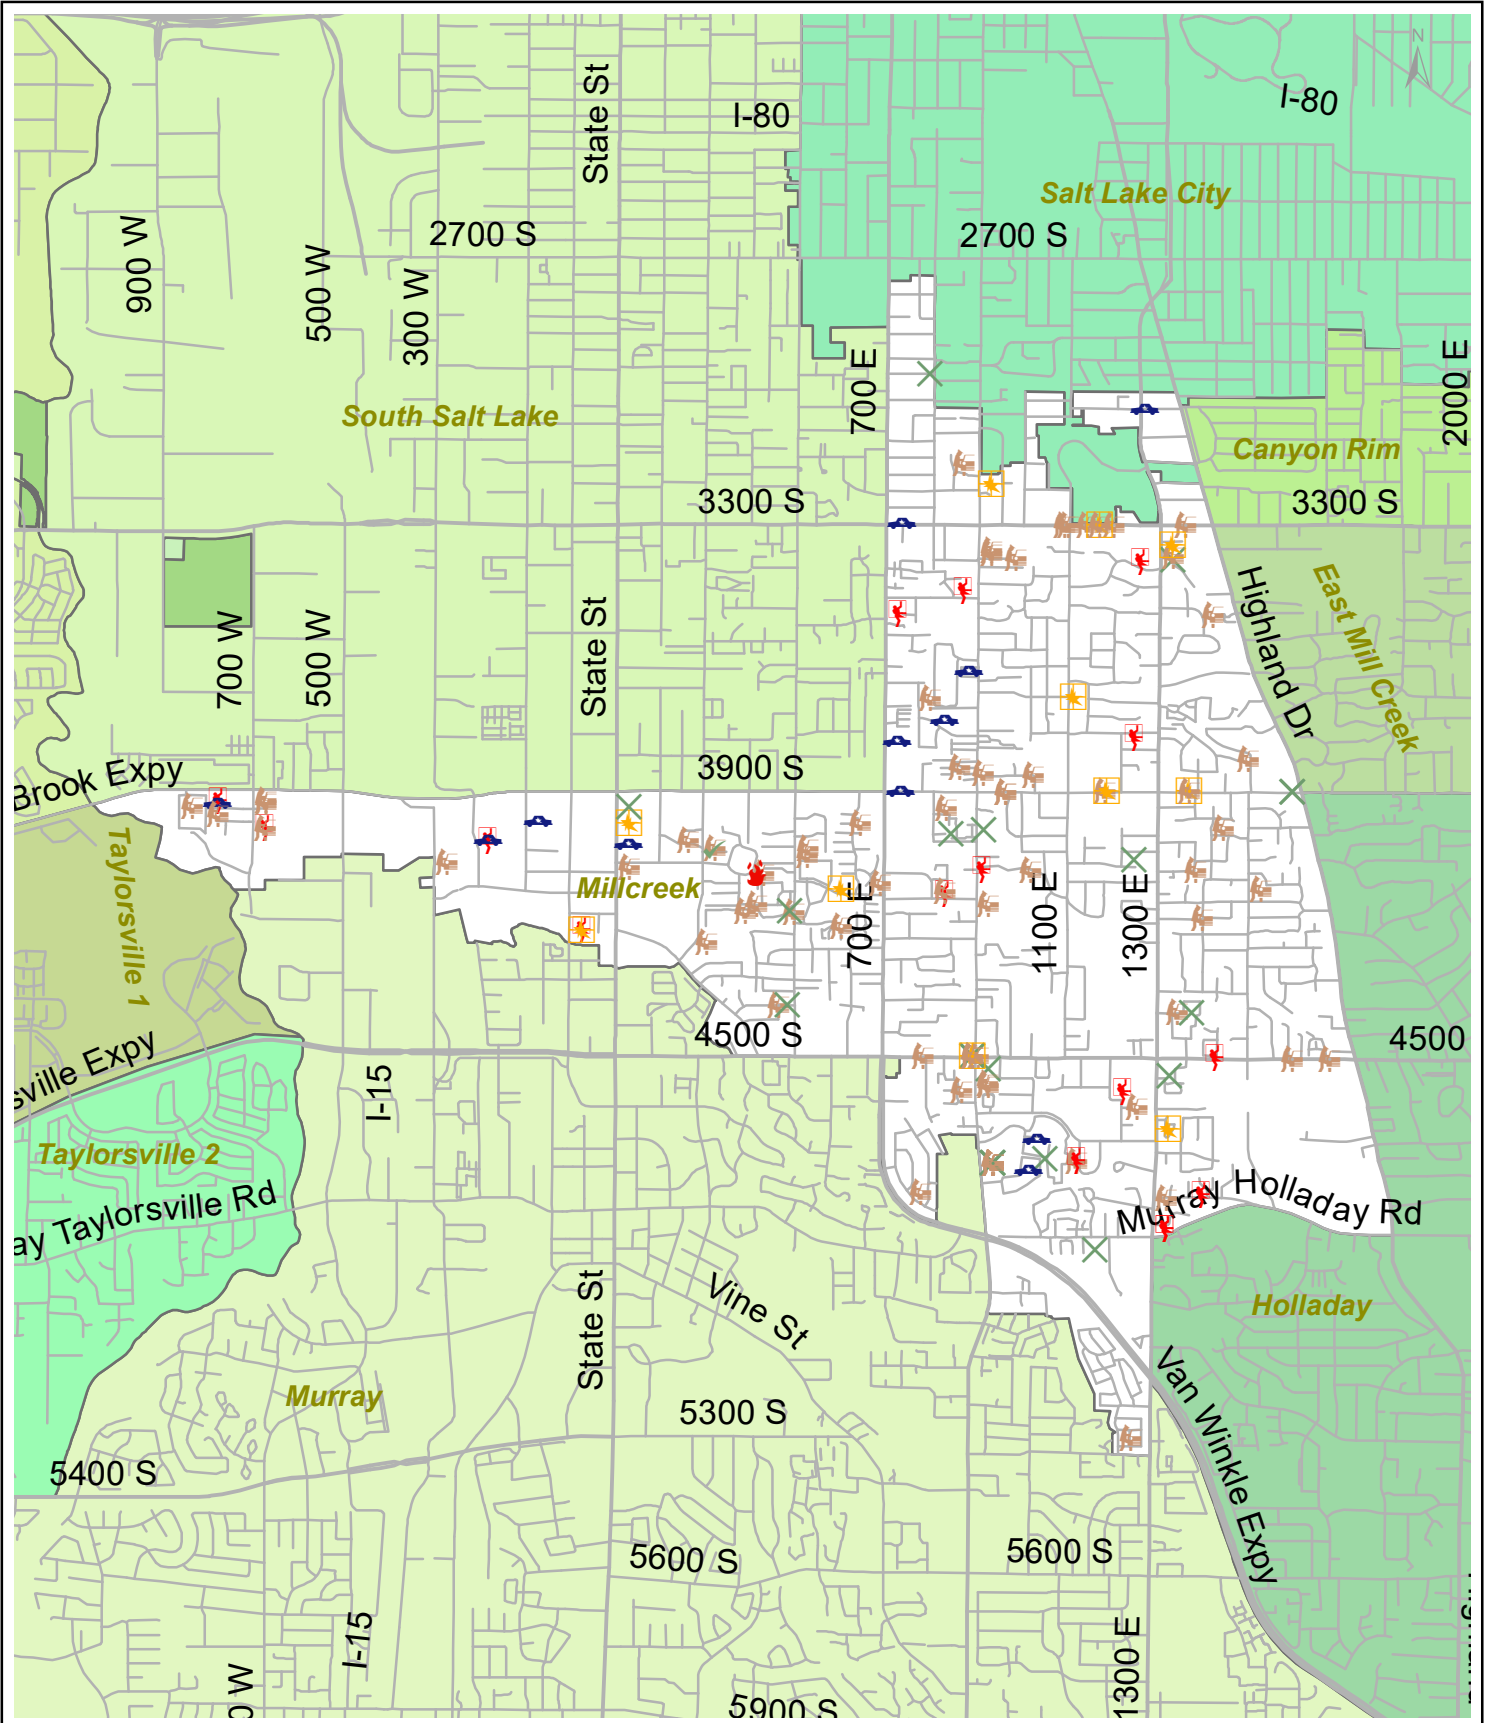 N
I-80
State St
I-80
Salt Lake City
2700 S
2700 S
900 W
500 W
300 W
700 E
2000 E
South Salt Lake
Canyon Rim
3300 S
3300 S
Highland Dr
East Mill Creek
700 W
500 W
State St
3900 S
Brook Expy
Taylorsville 1
Millcreek
700 E
1100 E
1300 E
4500 S
4500
sville Expy
I-15
Taylorsville 2
ay Taylorsville Rd
Murray Holladay Rd
Vine St
State St
Holladay
Murray
5300 S
Van Winkle Expy
5400 S
5600 S
5600 S
I-15
1300 E
0 W
5900 S